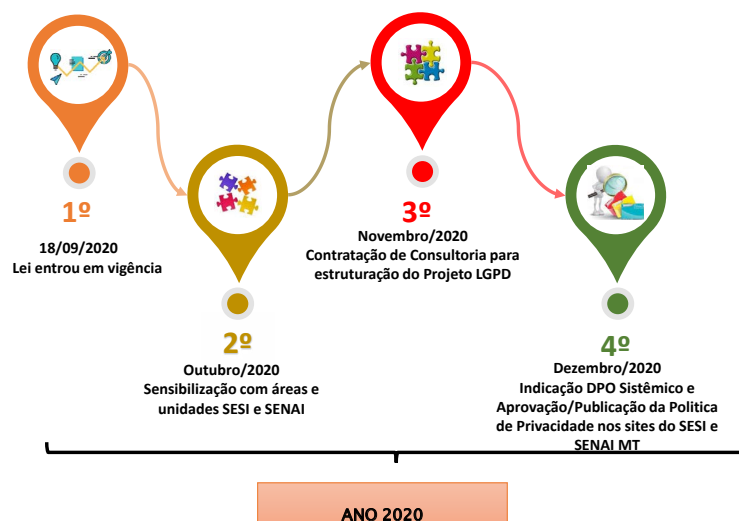 1º
18/09/2020
Lei entrou em vigência
2º
Outubro/2020
Sensibilização com áreas e
unidades SESI e SENAI
3º
Novembro/2020
Contratação de Consultoria para
estruturação do Projeto LGPD
4º
Dezembro/2020
Indicação DPO Sistêmico e
Aprovação/Publicação da Politica
de Privacidade nos sites do SESI e
SENAI MT
ANO 2020